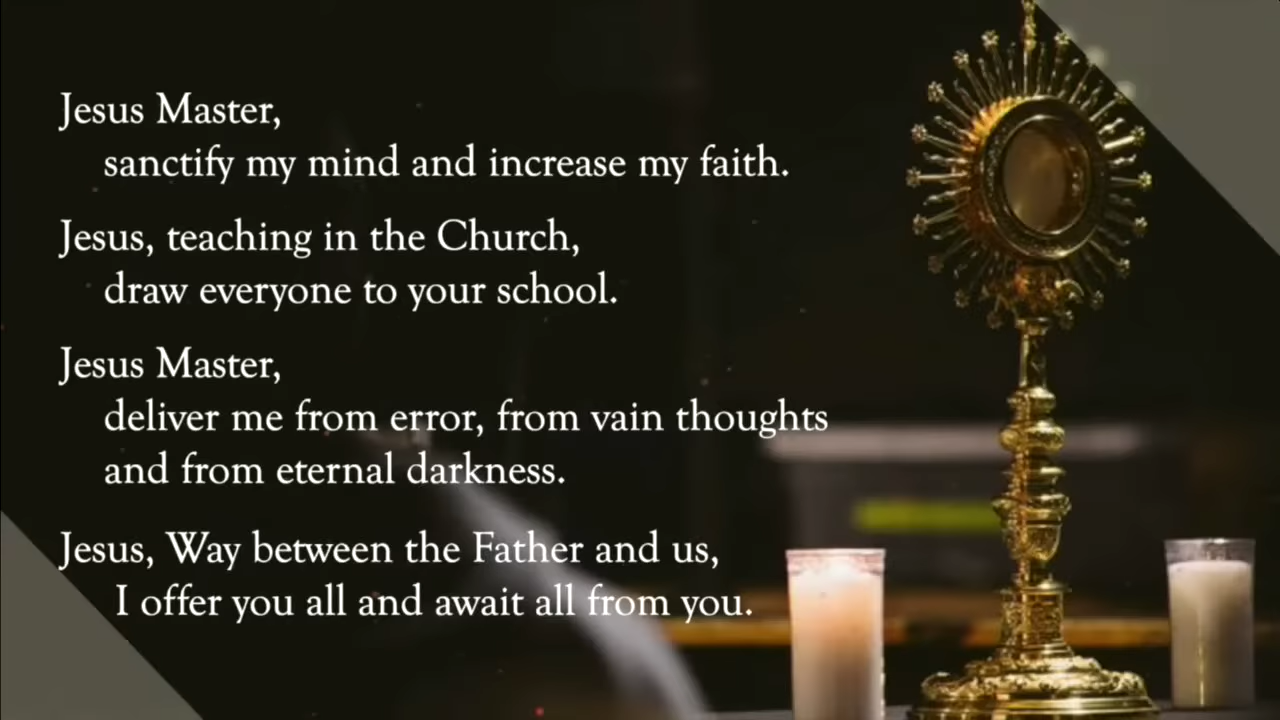 Jesus Master,
sanctify my mind and increase my faith.
Jesus, teaching in the Church,
draw everyone to your school.
Jesus Master,
deliver me from error, from vain thoughts
and from eternal darkness.
Jesus, Way between the Father and us,
I offer you all and await all from you.